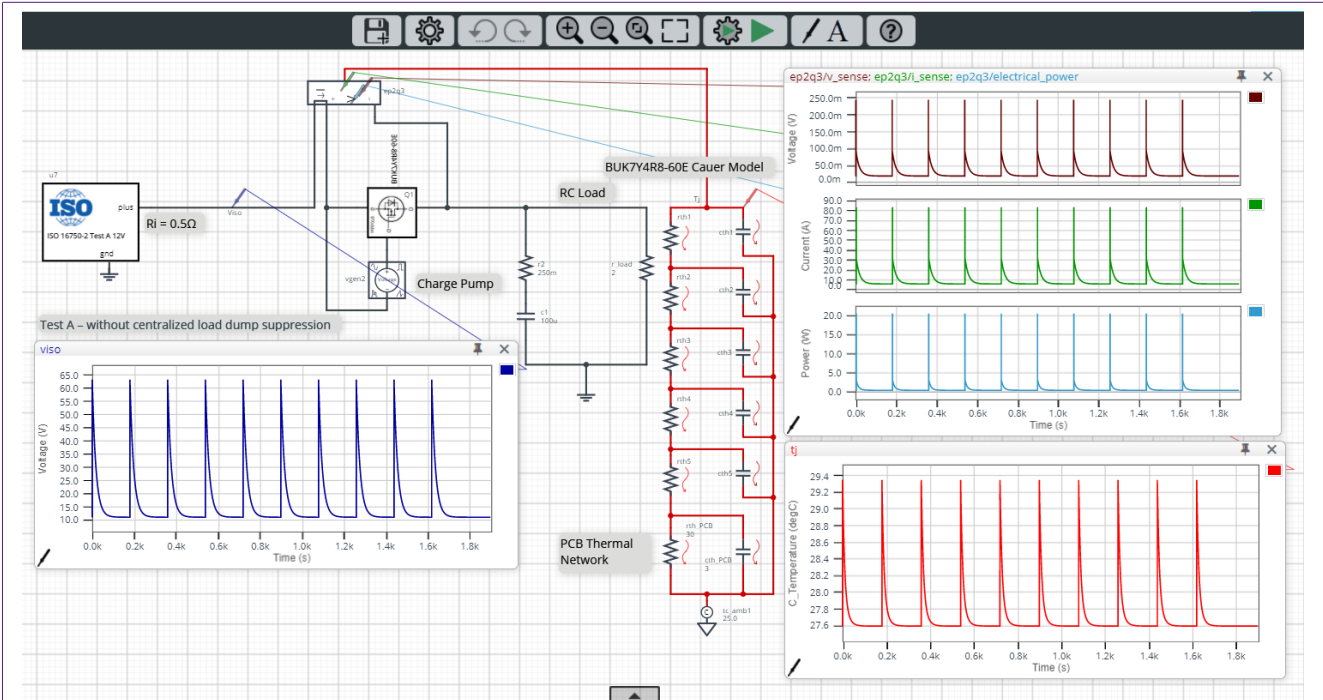 A
?
ep2q3/v_sense; ep2q3/i_sense; ep2q3/electrical_power
250.0m
200.0m
150.0m
100.0m
50.0m
0.0m
Voltage (V)
90.0
80.0
70.0
60.0
50.0
40.0
30.0
20.0
10.0
0.0
Current (A)
20.0
15.0
10.0
5.0
0.0
Power (W)
0.0k 0.2k 0.4k 0.6k 0.8k 1.0k 1.2k 1.4k 1.6k 1.8k
Time (s)
ep2q3
u7
ISO
ISO 16750-2 Test A 12V
plus
gnd
Ri = 0.5Ω
Viso
Q1
vgen2
Charge Pump
RC Load
r2
250m
c1
100u
r_load
2
BUK7Y4R8-60E Cauer Model
Tj
rth1
cth1
rth2
cth2
rth3
cth3
rth4
cth4
rth5
cth5
rth_PCB
30
cth_PCB
3
PCB Thermal
Network
C
tc_amb1
25.0
Test A – without centralized load dump suppression
viso
65.0
60.0
55.0
50.0
45.0
40.0
35.0
30.0
25.0
20.0
15.0
10.0
Voltage (V)
0.0k 0.2k 0.4k 0.6k 0.8k 1.0k 1.2k 1.4k 1.6k 1.8k
Time (s)
tj
29.4
29.2
29.0
28.8
28.6
28.4
28.2
28.0
27.8
27.6
C_Temperature (degC)
0.0k 0.2k 0.4k 0.6k 0.8k 1.0k 1.2k 1.4k 1.6k 1.8k
Time (s)